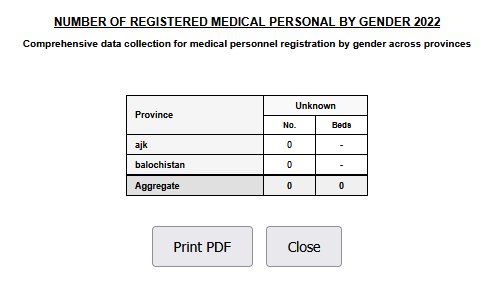 NUMBER OF REGISTERED MEDICAL PERSONAL BY GENDER 2022
Comprehensive data collection for medical personnel registration by gender across provinces
Province Unknown
No. Beds
ajk 0 -
balochistan 0 -
Aggregate 0 0
Print PDF Close